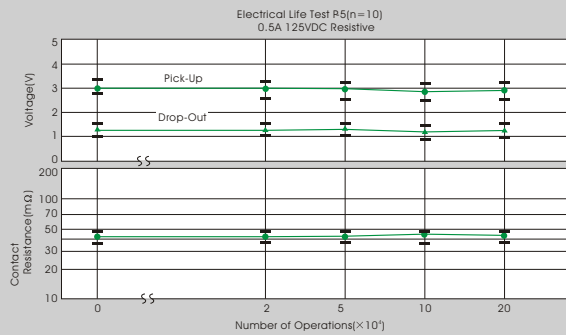 Electrical Life Test P-5(n=10)
0.5A 125VDC Resistive
5
4
3
2
1
0
Voltage(V)
Pick-Up
Drop-Out
200
100
70
50
30
20
10
Contact
Resistance(mΩ)
0
2
5
10
20
Number of Operations(×10⁴)